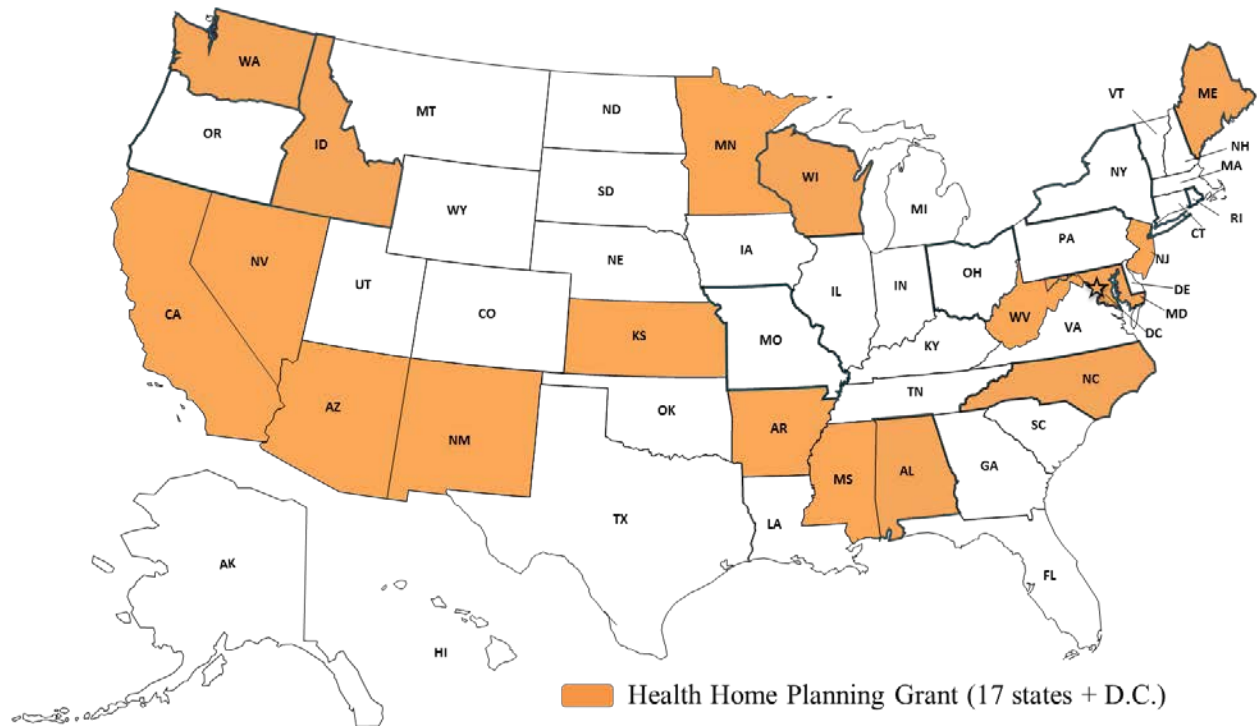 WA
MT
ND
MN
VT
ME
OR
ID
SD
WI
MI
NY
NH
MA
RI
CT
WY
IA
PA
NJ
NV
UT
NE
IL
IN
OH
DE
MD
DC
CA
CO
KS
MO
WV
VA
KY
AZ
NM
OK
AR
TN
NC
SC
MS
AL
GA
TX
LA
FL
AK
HI
Health Home Planning Grant (17 states + D.C.)